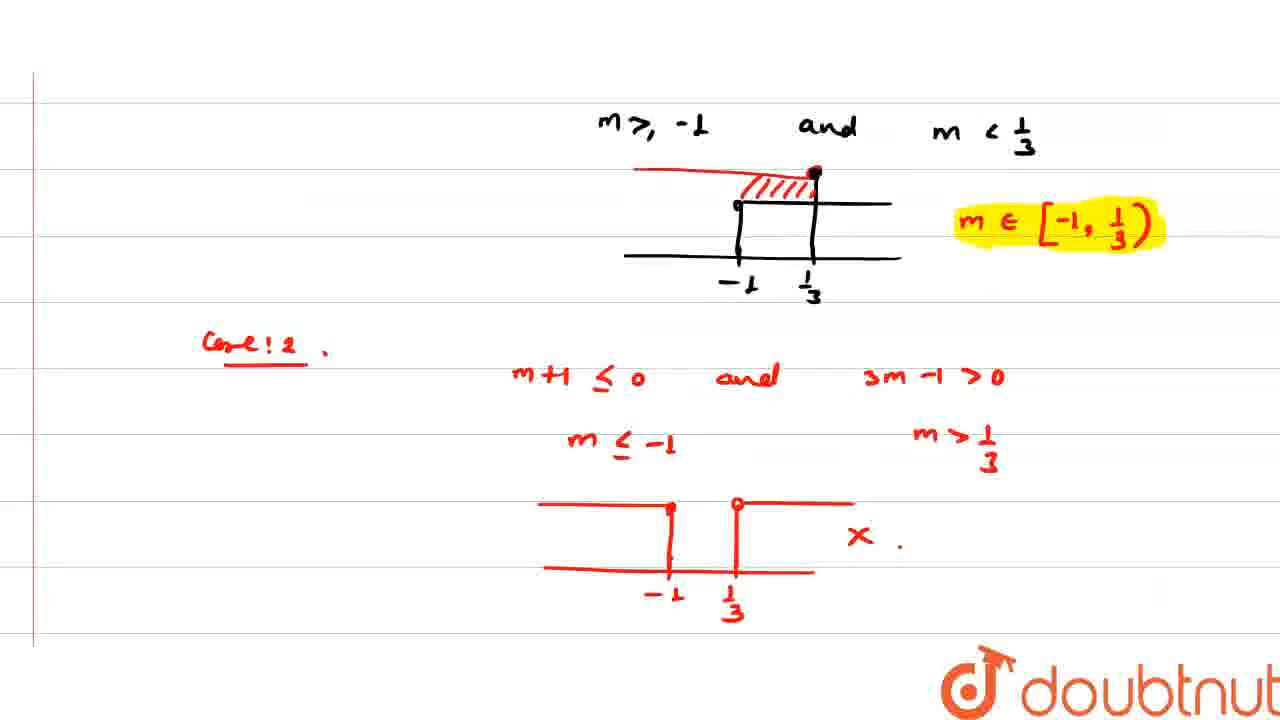 m ≥, -1 and m < 1/3
m ∈ [-1, 1/3)
-1 1/3
Case: 2.
m+1 ≤ 0 and 3m-1 > 0
m ≤ -1 m > 1/3
x.
-1 1/3
doubtnut